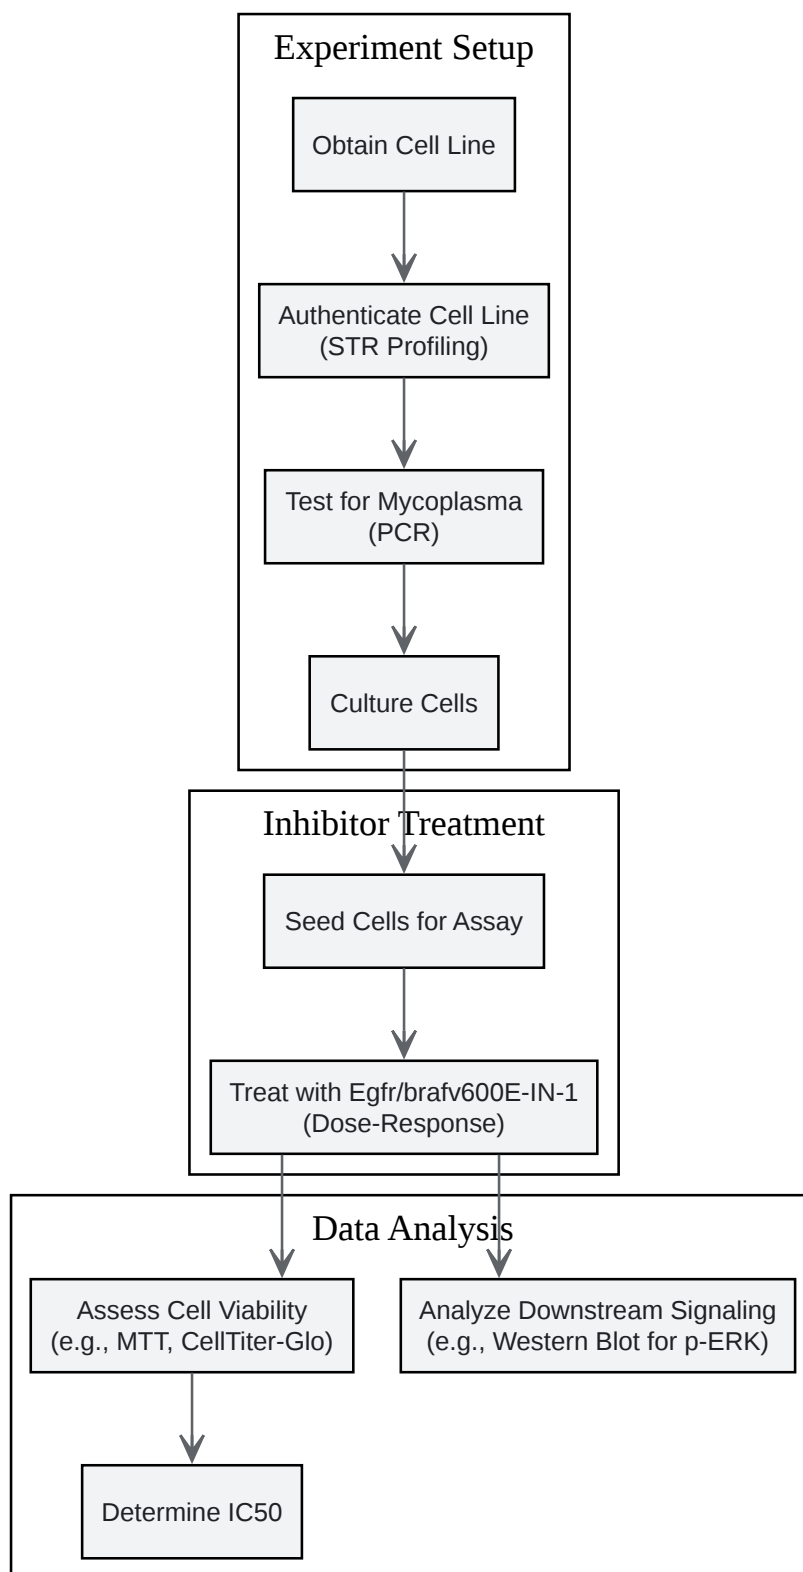 Experiment Setup
Obtain Cell Line
Authenticate Cell Line
(STR Profiling)
Test for Mycoplasma
(PCR)
Culture Cells
Inhibitor Treatment
Seed Cells for Assay
Treat with Egfr/brafv600E-IN-1
(Dose-Response)
Data Analysis
Assess Cell Viability
(e.g., MTT, CellTiter-Glo)
Analyze Downstream Signaling
(e.g., Western Blot for p-ERK)
Determine IC50